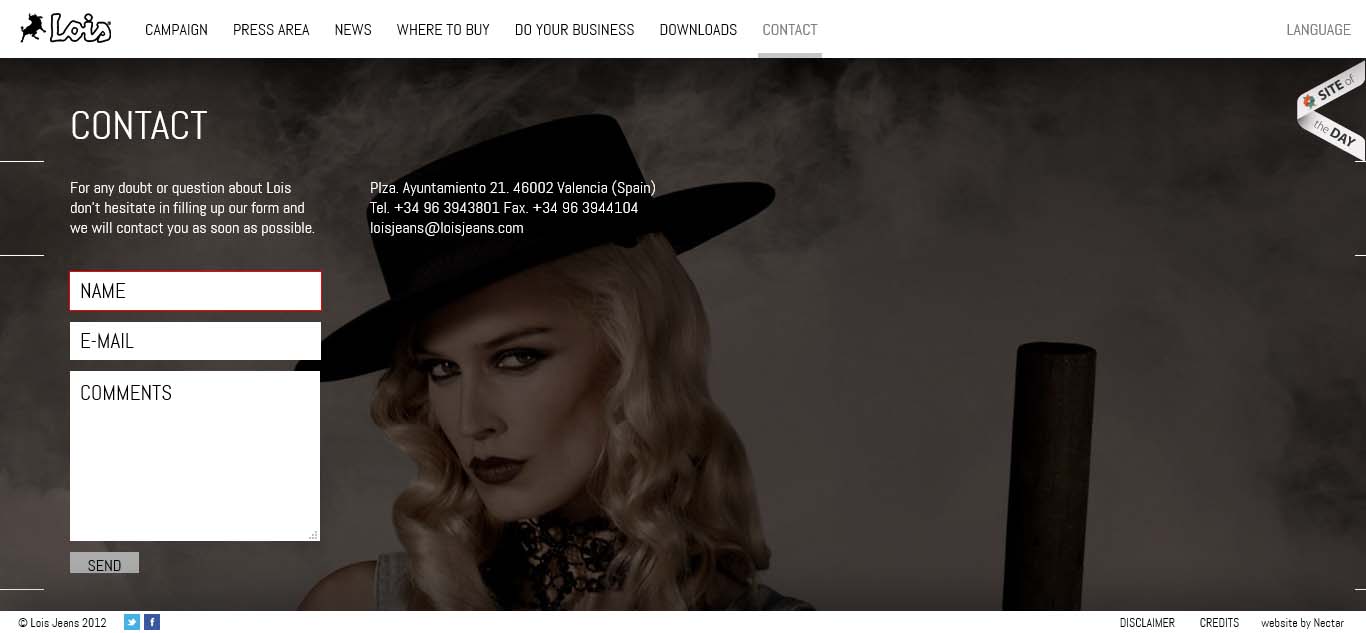 Lois
CAMPAIGN
PRESS AREA
NEWS
WHERE TO BUY
DO YOUR BUSINESS
DOWNLOADS
CONTACT
LANGUAGE
SITE of
the DAY
CONTACT
For any doubt or question about Lois
don't hesitate in filling up our form and
we will contact you as soon as possible.
Plza. Ayuntamiento 21. 46002 Valencia (Spain)
Tel. +34 96 3943801 Fax. +34 96 3944104
loisjeans@loisjeans.com
NAME
E-MAIL
COMMENTS
SEND
© Lois Jeans 2012
DISCLAIMER
CREDITS
website by Nectar